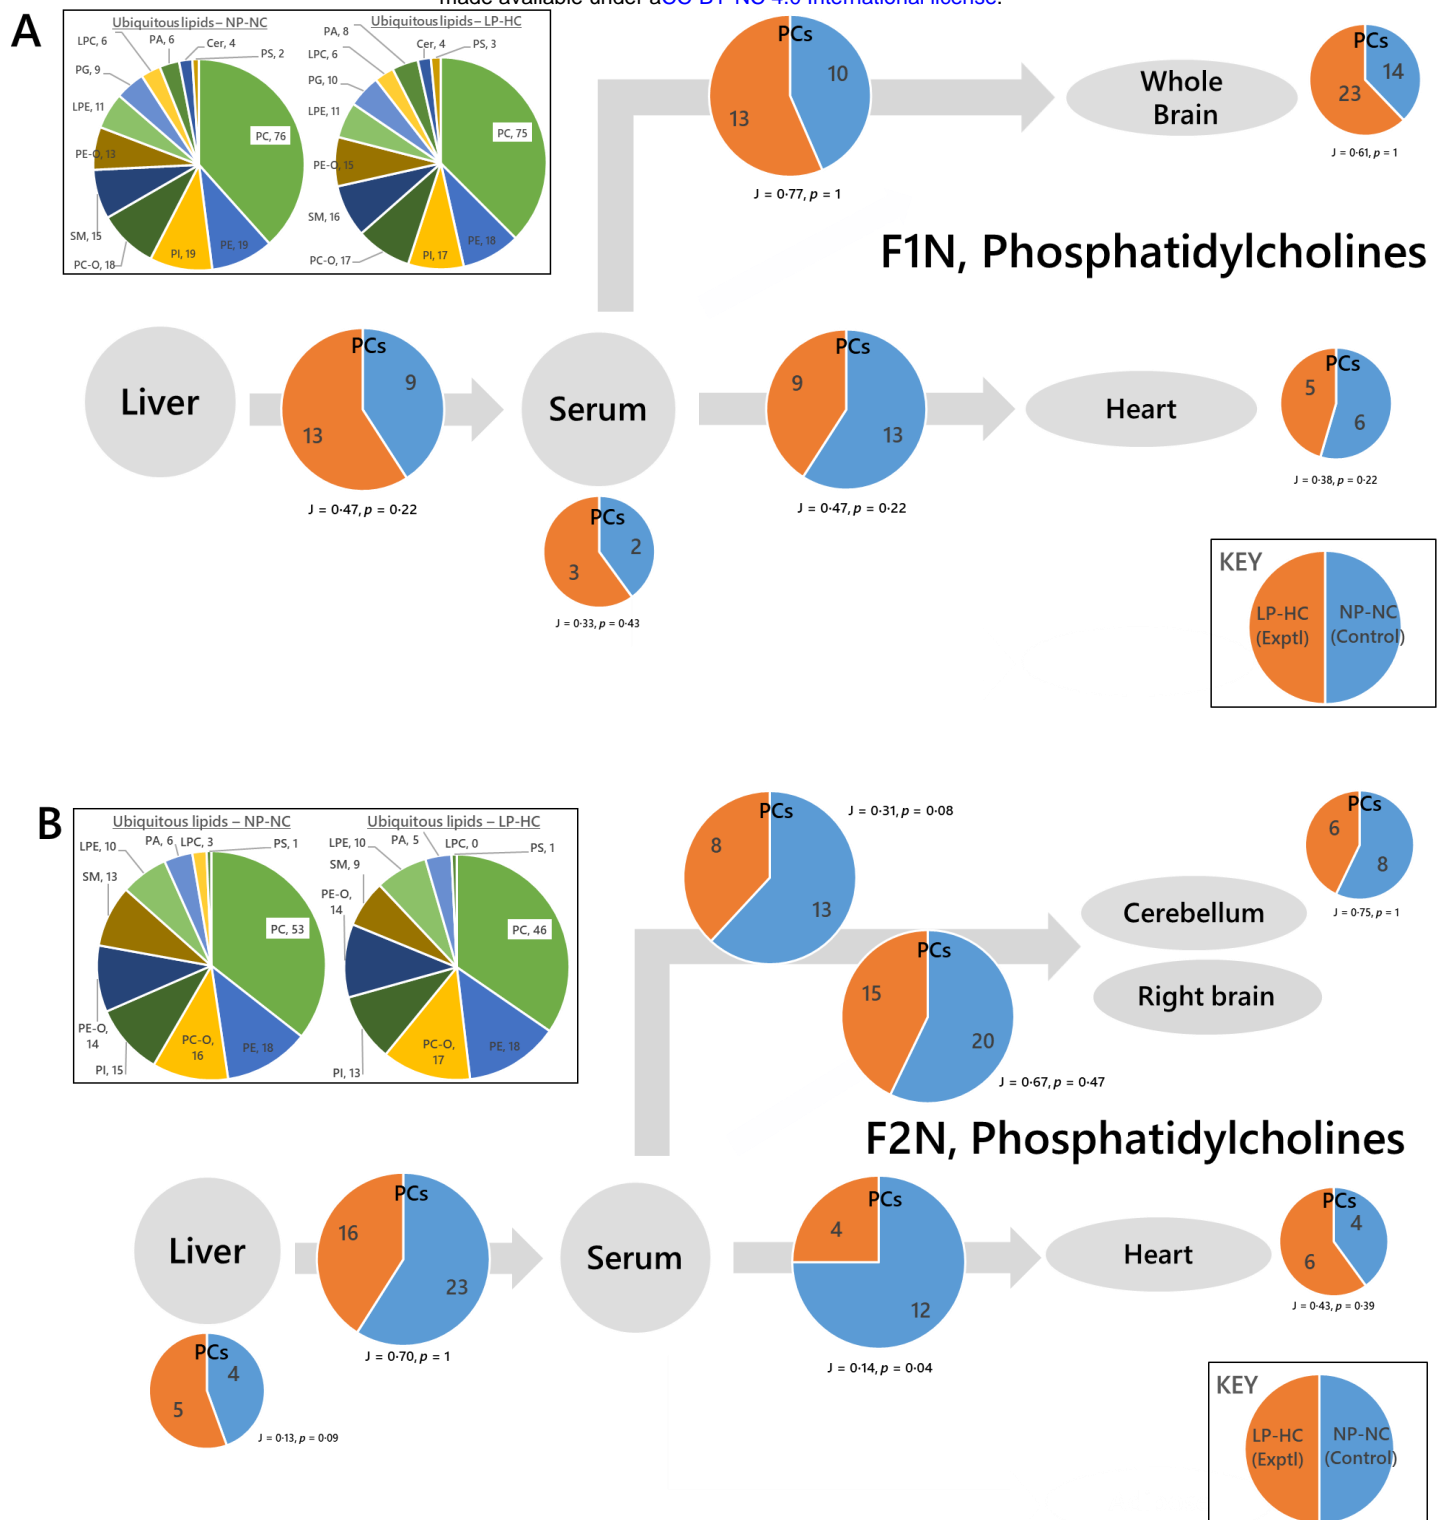 made available under aCC-BY-NC 4.0 International license.
A
Ubiquitous lipids – NP-NC
LPC, 6
PA, 6
Cer, 4
PS, 2
PG, 9
LPE, 11
PE-O, 13
SM, 15
PC-O, 18
PI, 19
PE, 19
PC, 76
Ubiquitous lipids – LP-HC
PA, 8
LPC, 6
Cer, 4
PS, 3
PG, 10
LPE, 11
PE-O, 15
SM, 16
PC-O, 17
PI, 17
PE, 18
PC, 75
PCs
10
13
J = 0·77, p = 1
Whole
Brain
PCs
14
23
J = 0·61, p = 1
F1N, Phosphatidylcholines
Liver
PCs
9
13
J = 0·47, p = 0·22
Serum
PCs
2
3
J = 0·33, p = 0·43
PCs
9
13
J = 0·47, p = 0·22
Heart
PCs
5
6
J = 0·38, p = 0·22
KEY
LP-HC
(Exptl)
NP-NC
(Control)
B
Ubiquitous lipids – NP-NC
LPE, 10
PA, 6
LPC, 3
PS, 1
SM, 13
PE-O,
14
PI, 15
PC-O,
16
PE, 18
PC, 53
Ubiquitous lipids – LP-HC
LPE, 10
PA, 5
LPC, 0
PS, 1
SM, 9
PE-O,
14
PI, 13
PC-O,
17
PE, 18
PC, 46
PCs
8
13
J = 0·31, p = 0·08
PCs
15
20
J = 0·67, p = 0·47
Cerebellum
Right brain
PCs
6
8
J = 0·75, p = 1
F2N, Phosphatidylcholines
Liver
PCs
4
5
J = 0·13, p = 0·09
PCs
16
23
J = 0·70, p = 1
Serum
PCs
4
12
J = 0·14, p = 0·04
Heart
PCs
4
6
J = 0·43, p = 0·39
KEY
LP-HC
(Exptl)
NP-NC
(Control)